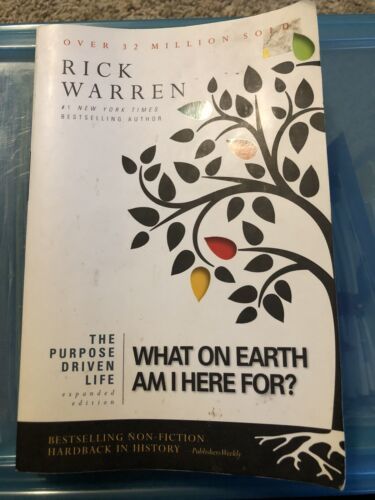 OVER 32 MILLION SOLD
RICK
WARREN
#1 NEW YORK TIMES
BESTSELLING AUTHOR
THE
PURPOSE
DRIVEN
LIFE
expanded
edition
WHAT ON EARTH
AM I HERE FOR?
BESTSELLING NON-FICTION
HARDBACK IN HISTORY -Publishers Weekly